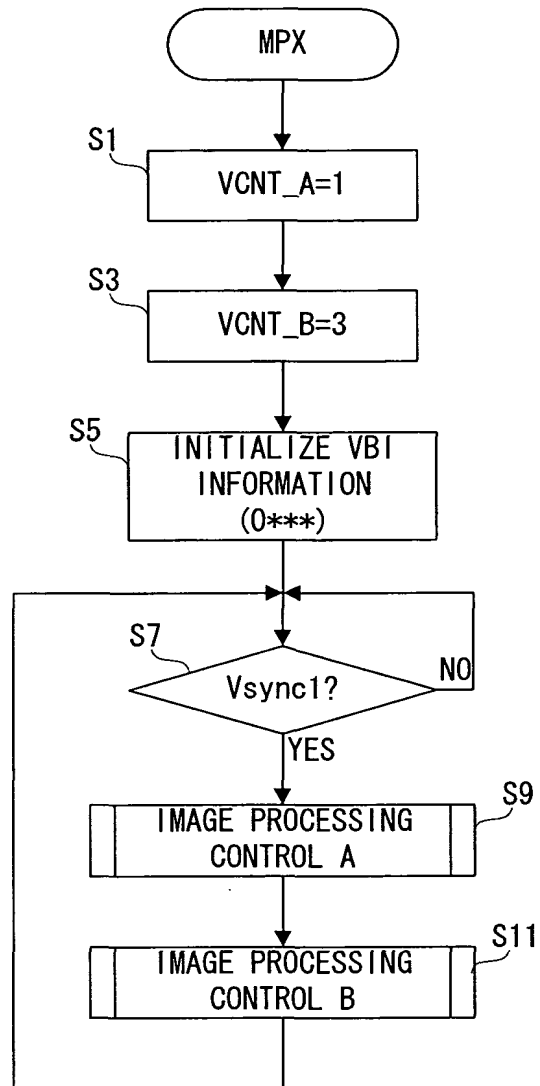 MPX
S1
VCNT_A=1
S3
VCNT_B=3
S5
INITIALIZE VBI
INFORMATION
(0***)
S7
Vsync1?
NO
YES
IMAGE PROCESSING
CONTROL A
S9
IMAGE PROCESSING
CONTROL B
S11